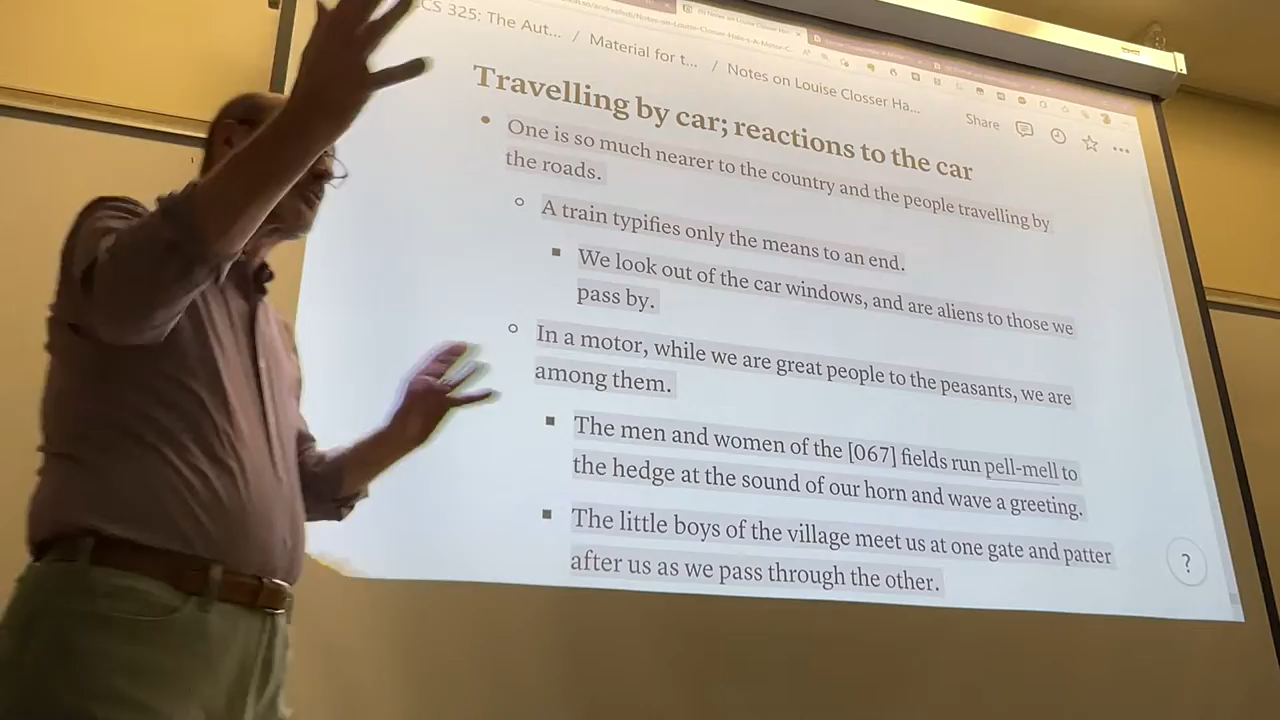 CS 325: The Aut... / Material for t... / Notes on Louise Closser Ha...
Share
Travelling by car; reactions to the car
One is so much nearer to the country and the people travelling by
the roads.
A train typifies only the means to an end.
We look out of the car windows, and are aliens to those we
pass by.
In a motor, while we are great people to the peasants, we are
among them.
The men and women of the [067] fields run pell-mell to
the hedge at the sound of our horn and wave a greeting.
The little boys of the village meet us at one gate and patter
after us as we pass through the other.
?